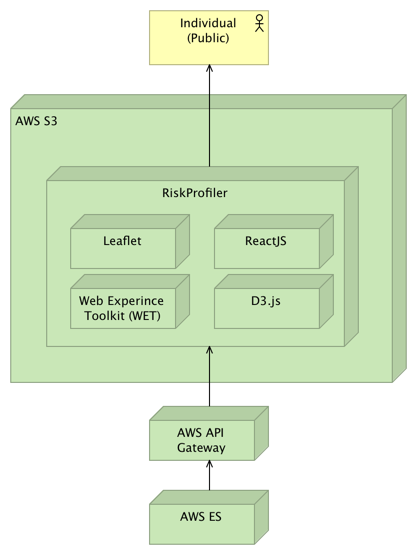 Individual
(Public)
AWS S3
RiskProfiler
Leaflet
ReactJS
Web Experince
Toolkit (WET)
D3.js
AWS API
Gateway
AWS ES